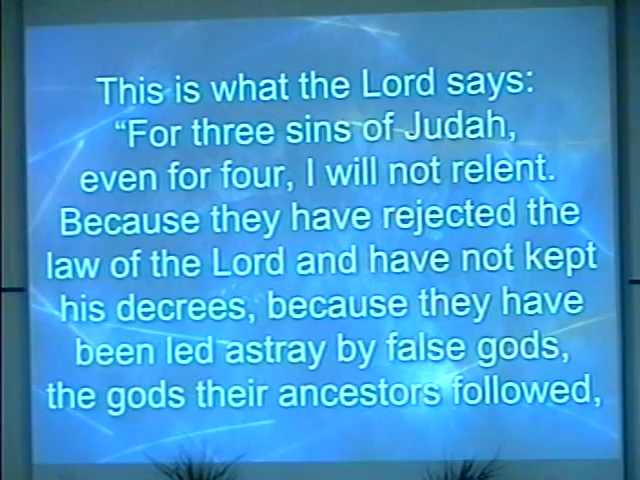 This is what the Lord says:
“For three sins of Judah,
even for four, I will not relent.
Because they have rejected the
law of the Lord and have not kept
his decrees, because they have
been led astray by false gods,
the gods their ancestors followed,